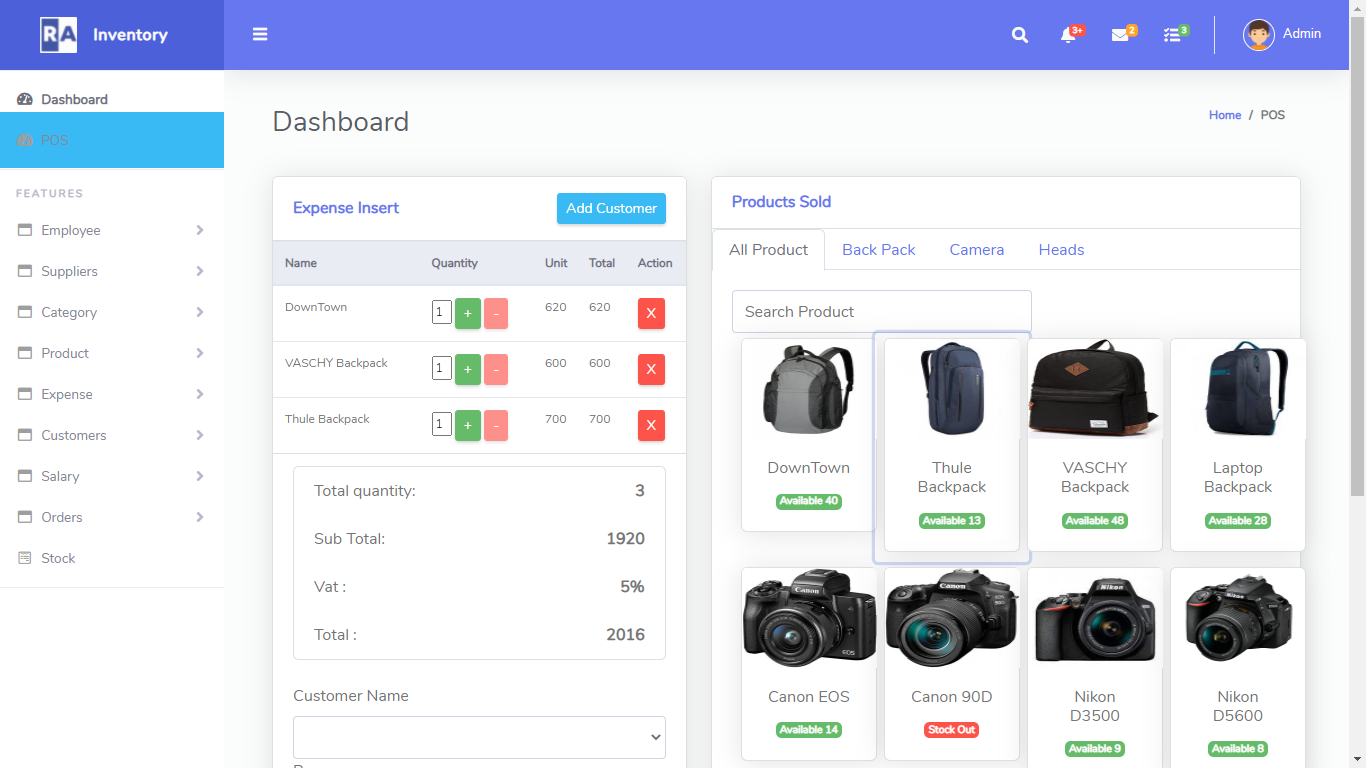 RA Inventory
3+ 2 3 Admin
Dashboard
POS
FEATURES
Employee
Suppliers
Category
Product
Expense
Customers
Salary
Orders
Stock
Dashboard
Home / POS
Expense Insert
Add Customer
Name Quantity Unit Total Action
DownTown 1 + - 620 620 X
VASCHY Backpack 1 + - 600 600 X
Thule Backpack 1 + - 700 700 X
Total quantity: 3
Sub Total: 1920
Vat : 5%
Total : 2016
Customer Name
Products Sold
All Product Back Pack Camera Heads
Search Product
DownTown
Available 40
Thule
Backpack
Available 13
VASCHY
Backpack
Available 48
Laptop
Backpack
Available 28
Canon
EOS
Canon EOS
Available 14
Canon
Canon 90D
Stock Out
Nikon
Nikon
D3500
Available 9
Nikon
Nikon
D5600
Available 8